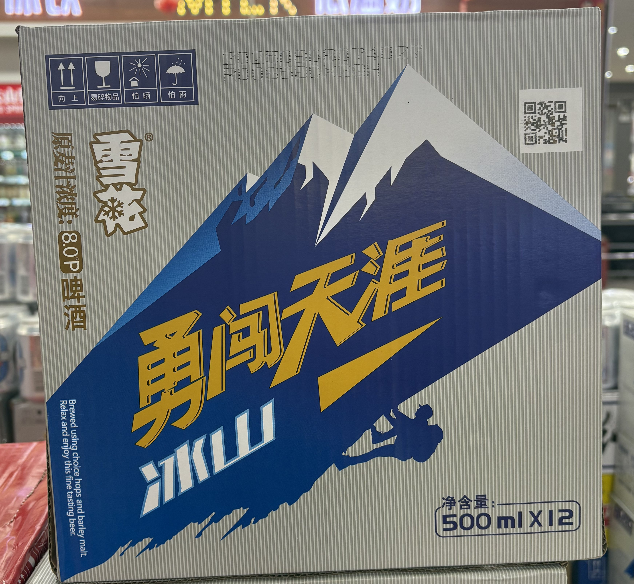 向上 易碎物品 怕晒 怕雨
雪花®
原麦汁浓度:8.0°P 啤酒
勇闯天涯
冰山
Brewed using choice hops and barley malt.
Relax and enjoy this fine tasting beer.
净含量:
500ml X 12